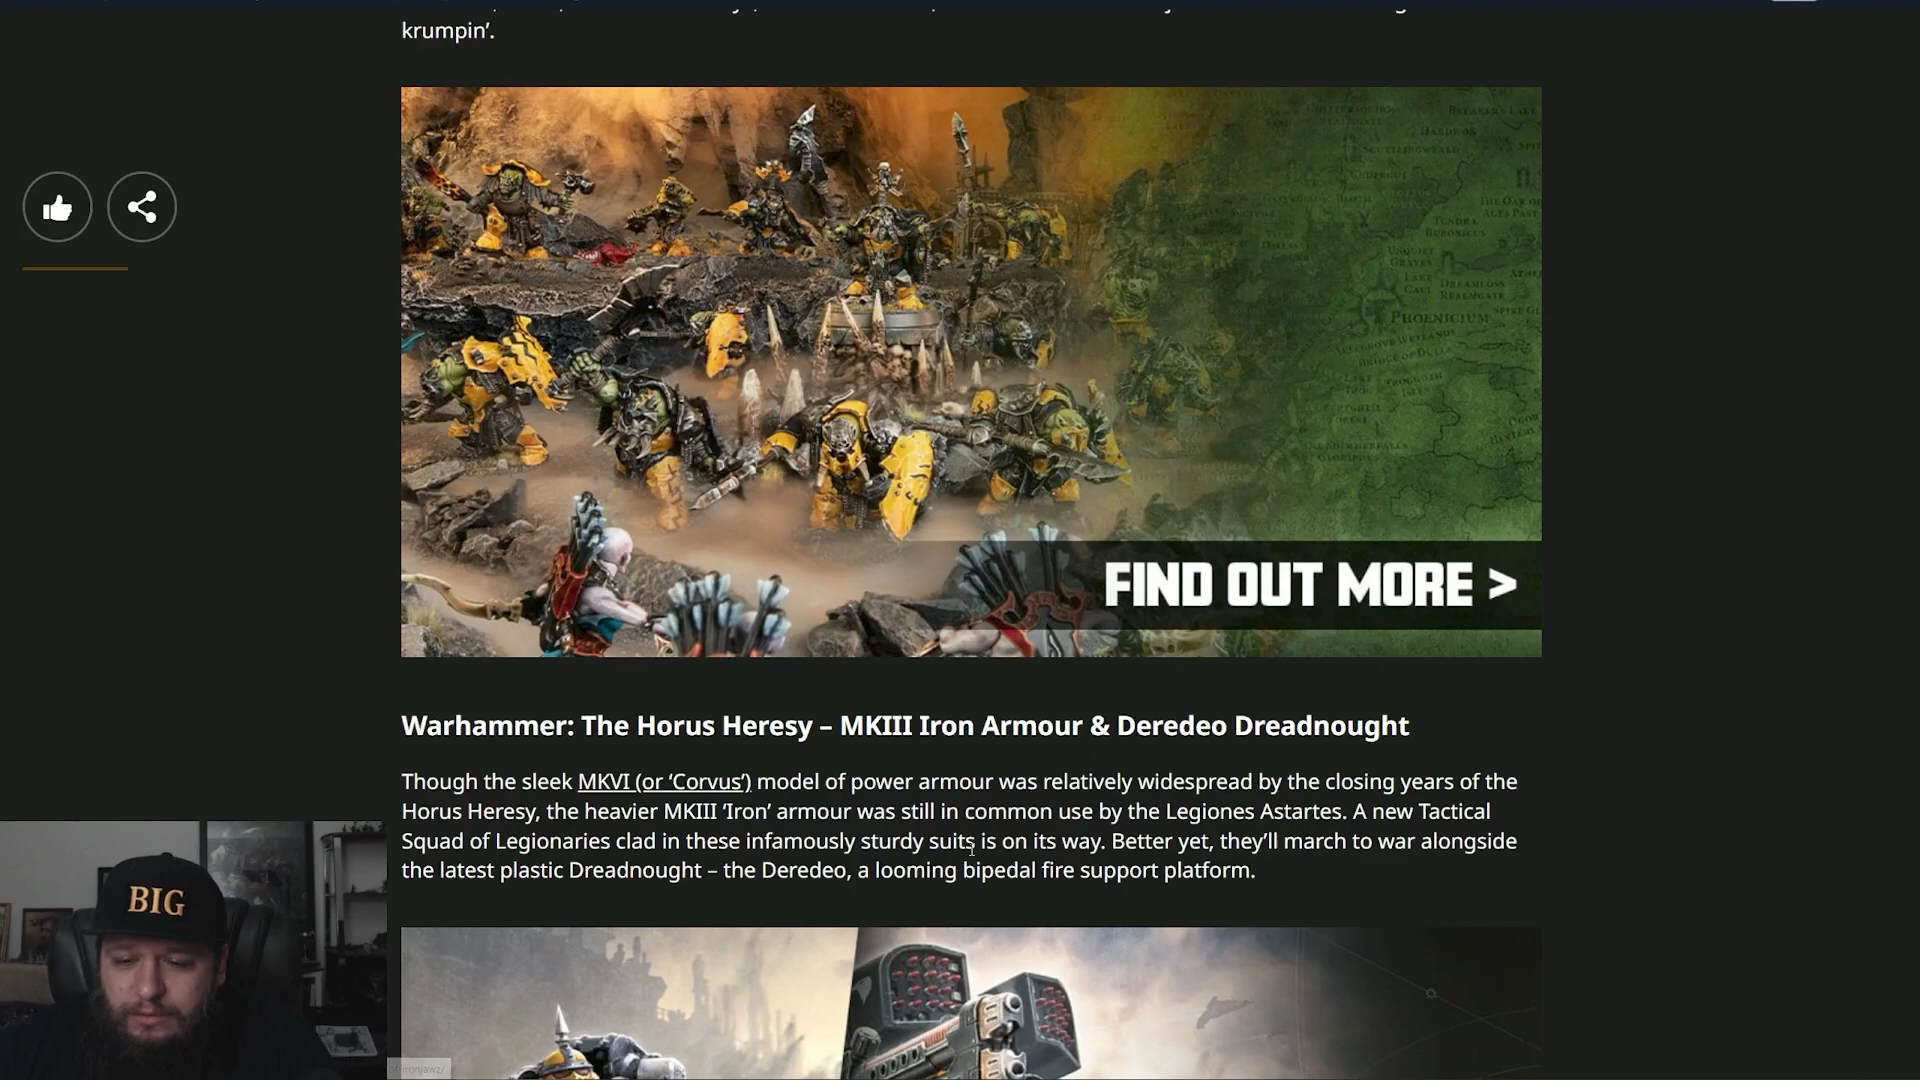 krumpin’.
BREAKER'S LAKE
PHOENICIUM
FIND OUT MORE >
Warhammer: The Horus Heresy – MKIII Iron Armour & Deredeo Dreadnought
Though the sleek MKVI (or ‘Corvus’) model of power armour was relatively widespread by the closing years of the
Horus Heresy, the heavier MKIII ‘Iron’ armour was still in common use by the Legiones Astartes. A new Tactical
Squad of Legionaries clad in these infamously sturdy suits is on its way. Better yet, they’ll march to war alongside
the latest plastic Dreadnought – the Deredeo, a looming bipedal fire support platform.
BIG